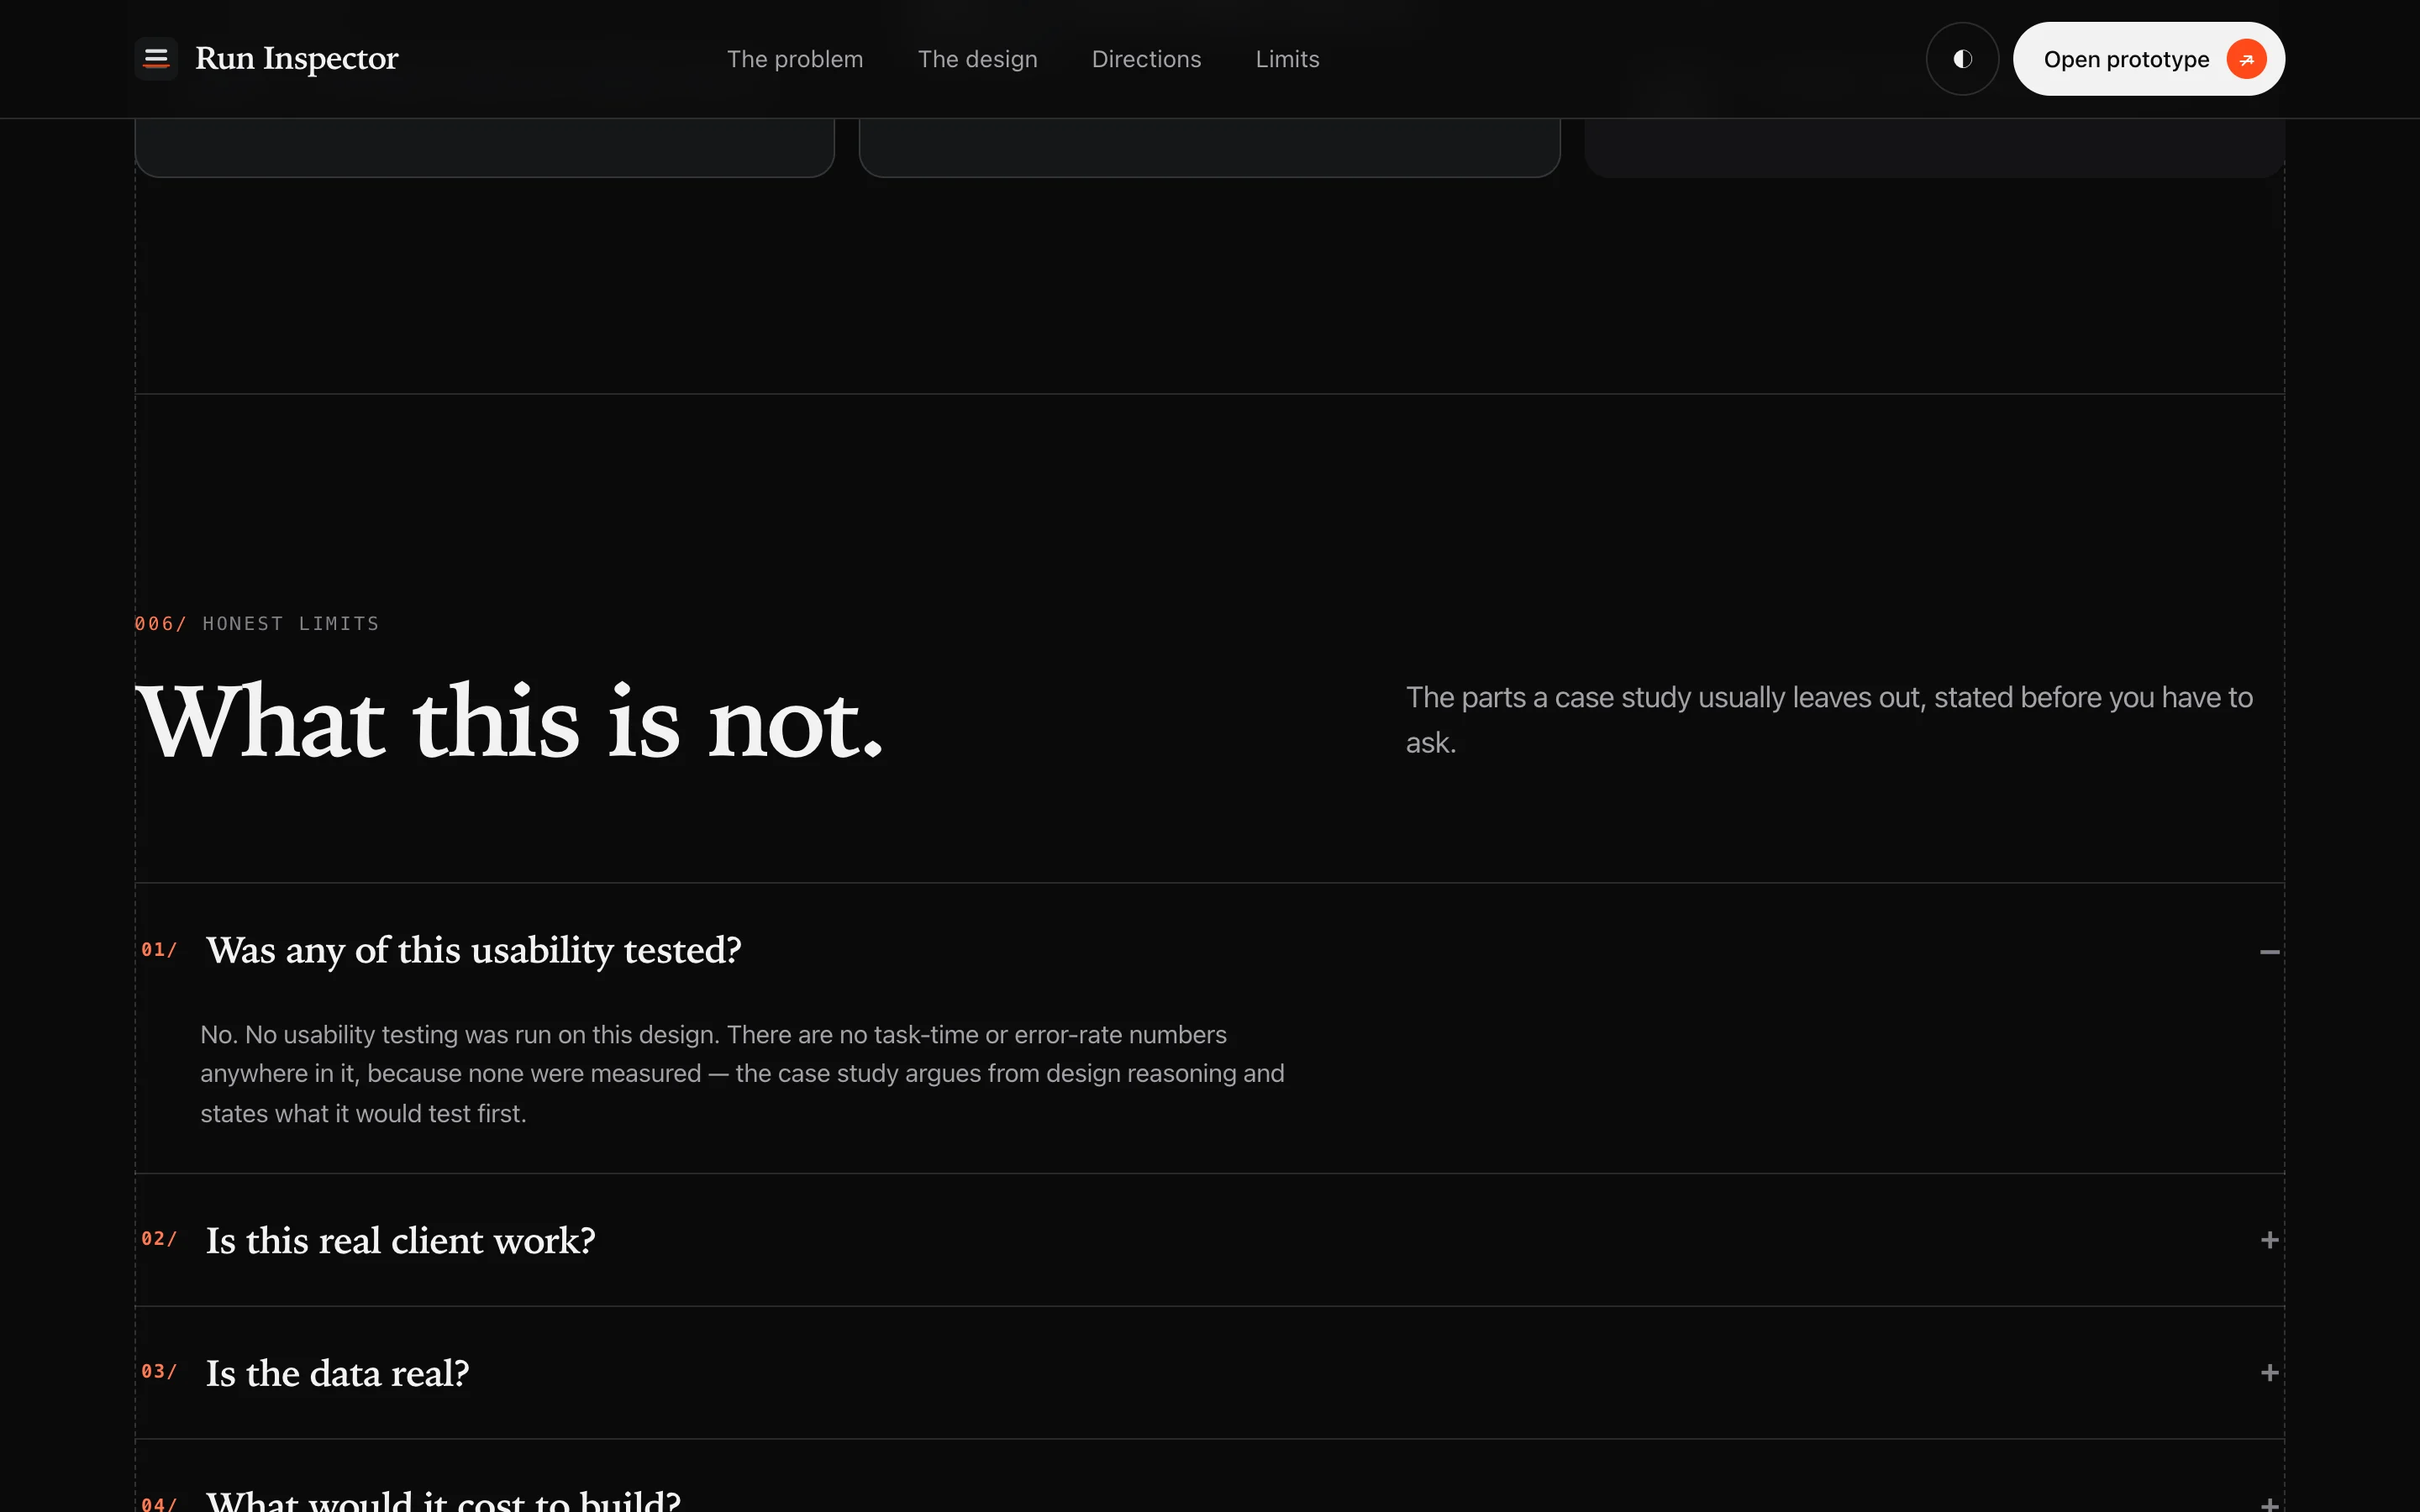 Run Inspector
The problem
The design
Directions
Limits
Open prototype
006/ HONEST LIMITS
What this is not.
The parts a case study usually leaves out, stated before you have to
ask.
01/ Was any of this usability tested?
No. No usability testing was run on this design. There are no task-time or error-rate numbers
anywhere in it, because none were measured — the case study argues from design reasoning and
states what it would test first.
02/ Is this real client work?
03/ Is the data real?
04/ What would it cost to build?